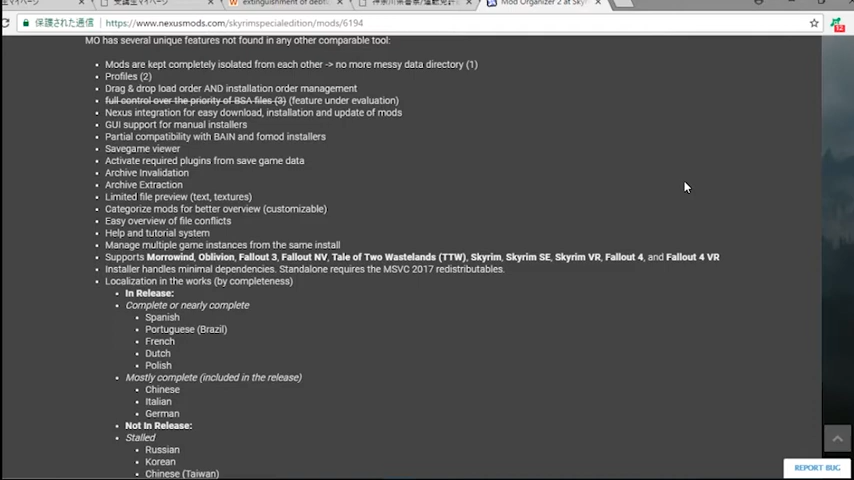 extinguishment of debt
Mod Organizer 2 at Sky
保護された通信
https://www.nexusmods.com/skyrimspecialedition/mods/6194
MO has several unique features not found in any other comparable tool:
Mods are kept completely isolated from each other -> no more messy data directory (1)
Profiles (2)
Drag & drop load order AND installation order management
full control over the priority of BSA files (3) (feature under evaluation)
Nexus integration for easy download, installation and update of mods
GUI support for manual installers
Partial compatibility with BAIN and fomod installers
Savegame viewer
Activate required plugins from save game data
Archive Invalidation
Archive Extraction
Limited file preview (text, textures)
Categorize mods for better overview (customizable)
Easy overview of file conflicts
Help and tutorial system
Manage multiple game instances from the same install
Supports Morrowind, Oblivion, Fallout 3, Fallout NV, Tale of Two Wastelands (TTW), Skyrim, Skyrim SE, Skyrim VR, Fallout 4, and Fallout 4 VR
Installer handles minimal dependencies. Standalone requires the MSVC 2017 redistributables.
Localization in the works (by completeness)
In Release:
Complete or nearly complete
Spanish
Portuguese (Brazil)
French
Dutch
Polish
Mostly complete (included in the release)
Chinese
Italian
German
Not In Release:
Stalled
Russian
Korean
Chinese (Taiwan)
REPORT BUG